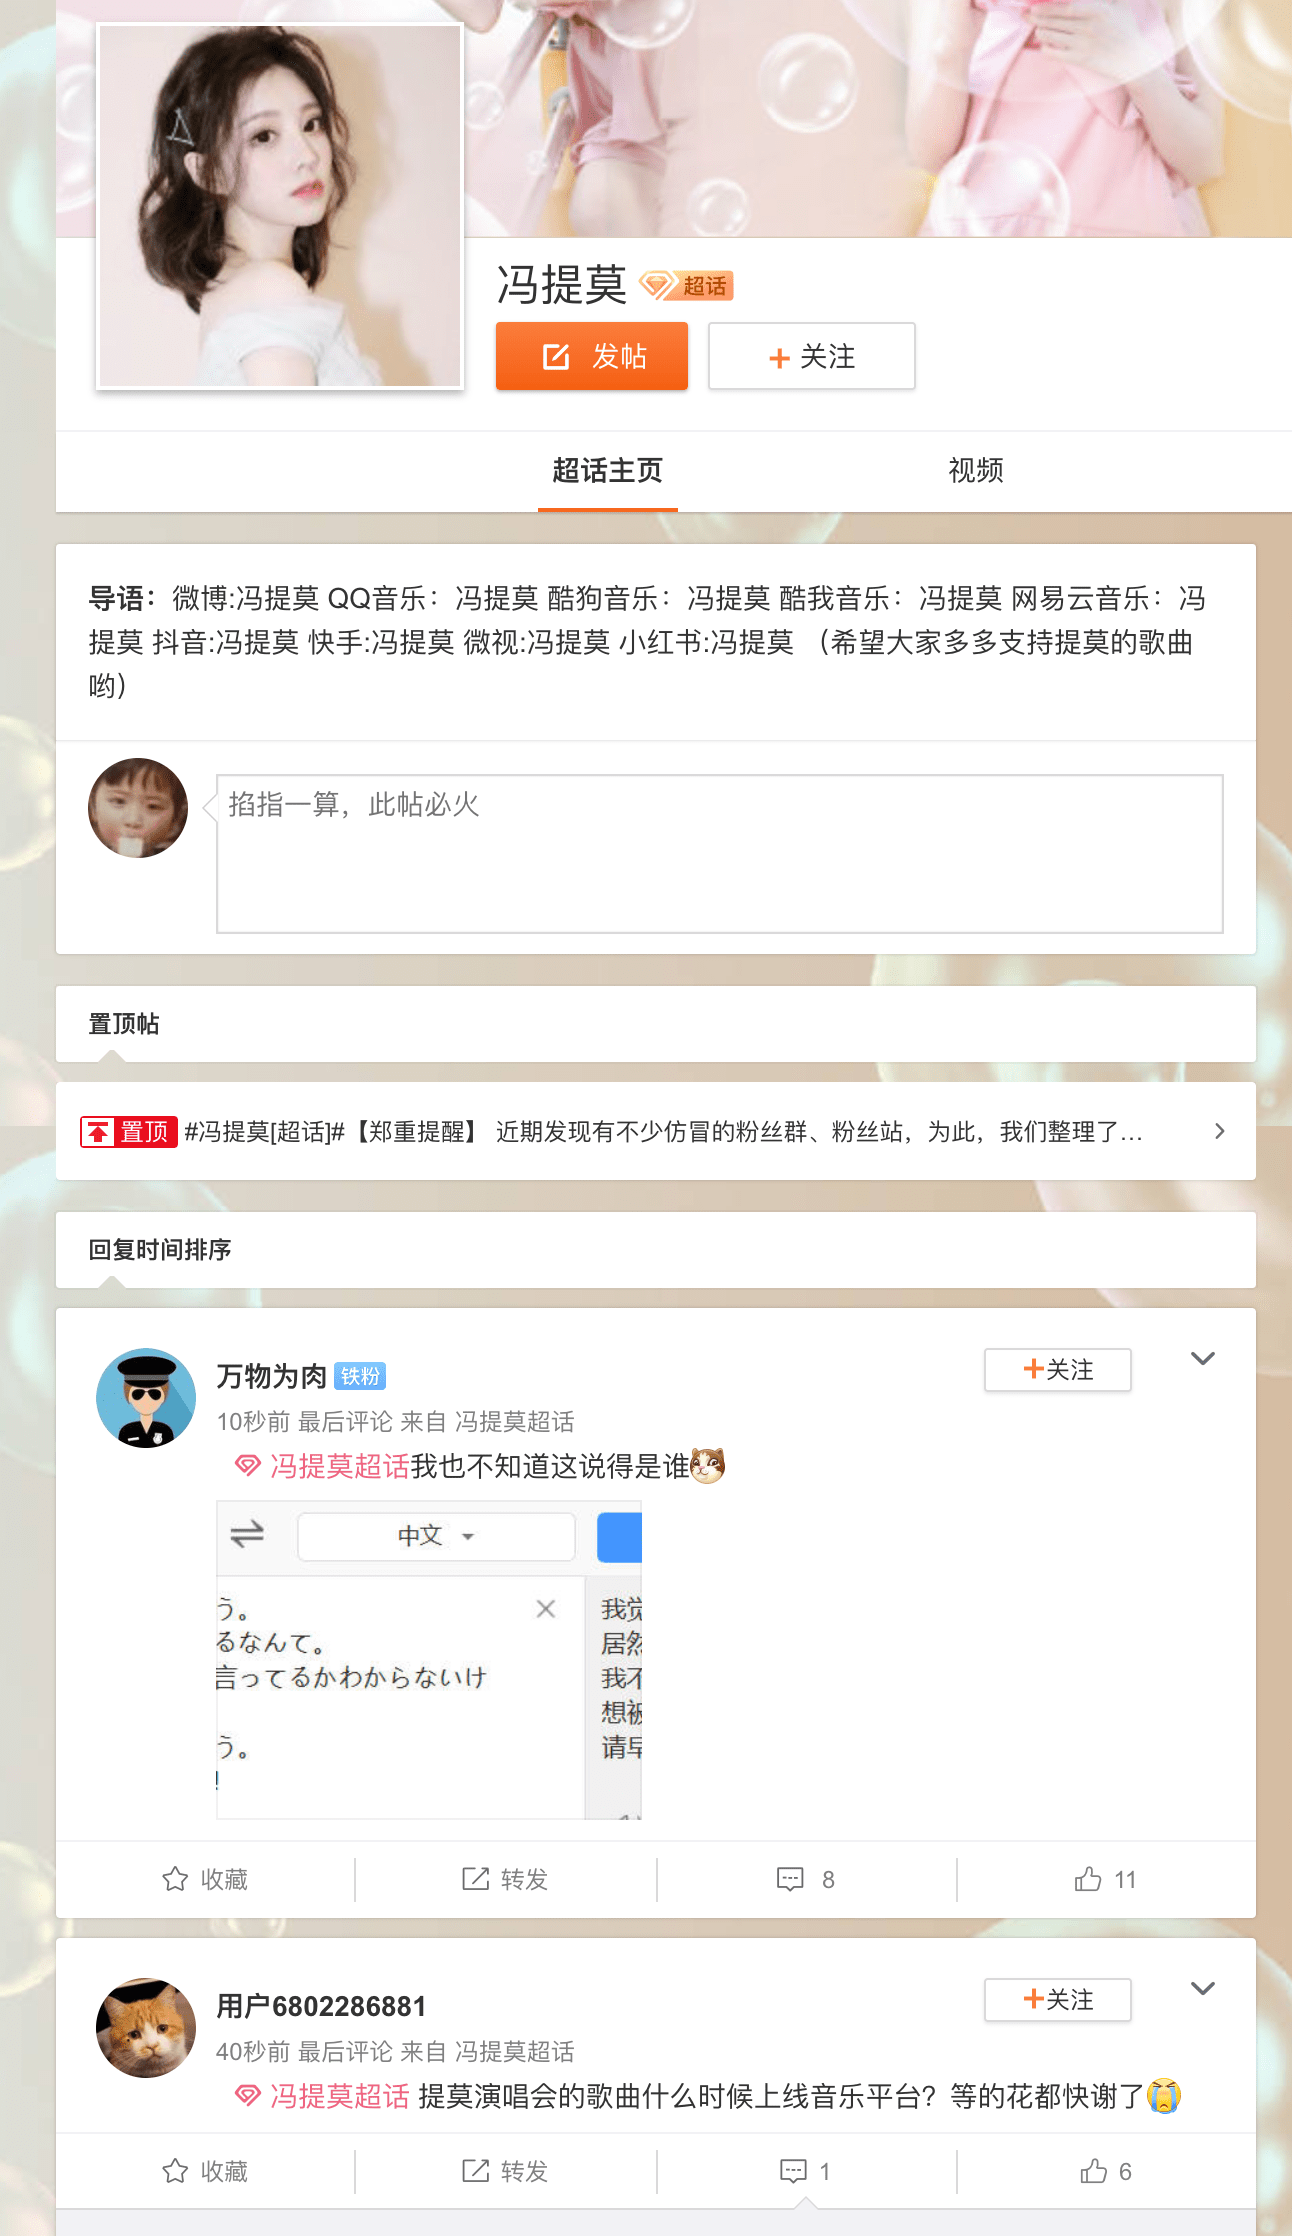 冯提莫 超话
发帖 + 关注
超话主页 视频
导语：微博:冯提莫 QQ音乐：冯提莫 酷狗音乐：冯提莫 酷我音乐：冯提莫 网易云音乐：冯
提莫 抖音:冯提莫 快手:冯提莫 微视:冯提莫 小红书:冯提莫 （希望大家多多支持提莫的歌曲
哟）
掐指一算，此帖必火
置顶帖
置顶 #冯提莫[超话]#【郑重提醒】 近期发现有不少仿冒的粉丝群、粉丝站，为此，我们整理了...
回复时间排序
万物为肉 铁粉 +关注
10秒前 最后评论 来自 冯提莫超话
冯提莫超话我也不知道这说得是谁
中文
う。 我觉
るなんて。 居然
言ってるかわからないけ 我不
想被
う。 请早
!
收藏 转发 8 11
用户6802286881 +关注
40秒前 最后评论 来自 冯提莫超话
冯提莫超话 提莫演唱会的歌曲什么时候上线音乐平台？等的花都快谢了
收藏 转发 1 6